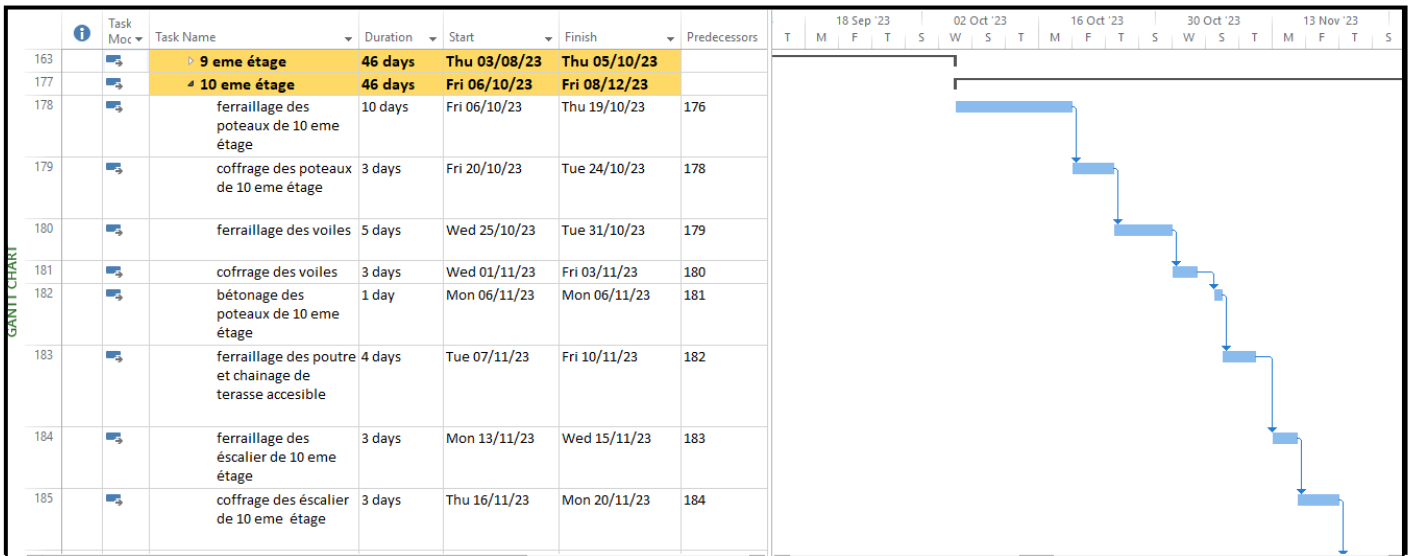 Task
Moc
Task Name
Duration
Start
Finish
Predecessors
18 Sep '23
02 Oct '23
16 Oct '23
30 Oct '23
13 Nov '23
T M F T S W S T M F T S W S T M F T S
163 9 eme étage 46 days Thu 03/08/23 Thu 05/10/23
177 10 eme étage 46 days Fri 06/10/23 Fri 08/12/23
178 ferraillage des 10 days Fri 06/10/23 Thu 19/10/23 176
poteaux de 10 eme
étage
179 coffrage des poteaux 3 days Fri 20/10/23 Tue 24/10/23 178
de 10 eme étage
180 ferraillage des voiles 5 days Wed 25/10/23 Tue 31/10/23 179
181 cofrrage des voiles 3 days Wed 01/11/23 Fri 03/11/23 180
182 bétonage des 1 day Mon 06/11/23 Mon 06/11/23 181
poteaux de 10 eme
étage
183 ferraillage des poutre 4 days Tue 07/11/23 Fri 10/11/23 182
et chainage de
terasse accesible
184 ferraillage des 3 days Mon 13/11/23 Wed 15/11/23 183
éscalier de 10 eme
étage
185 coffrage des éscalier 3 days Thu 16/11/23 Mon 20/11/23 184
de 10 eme étage
GANTT CHART